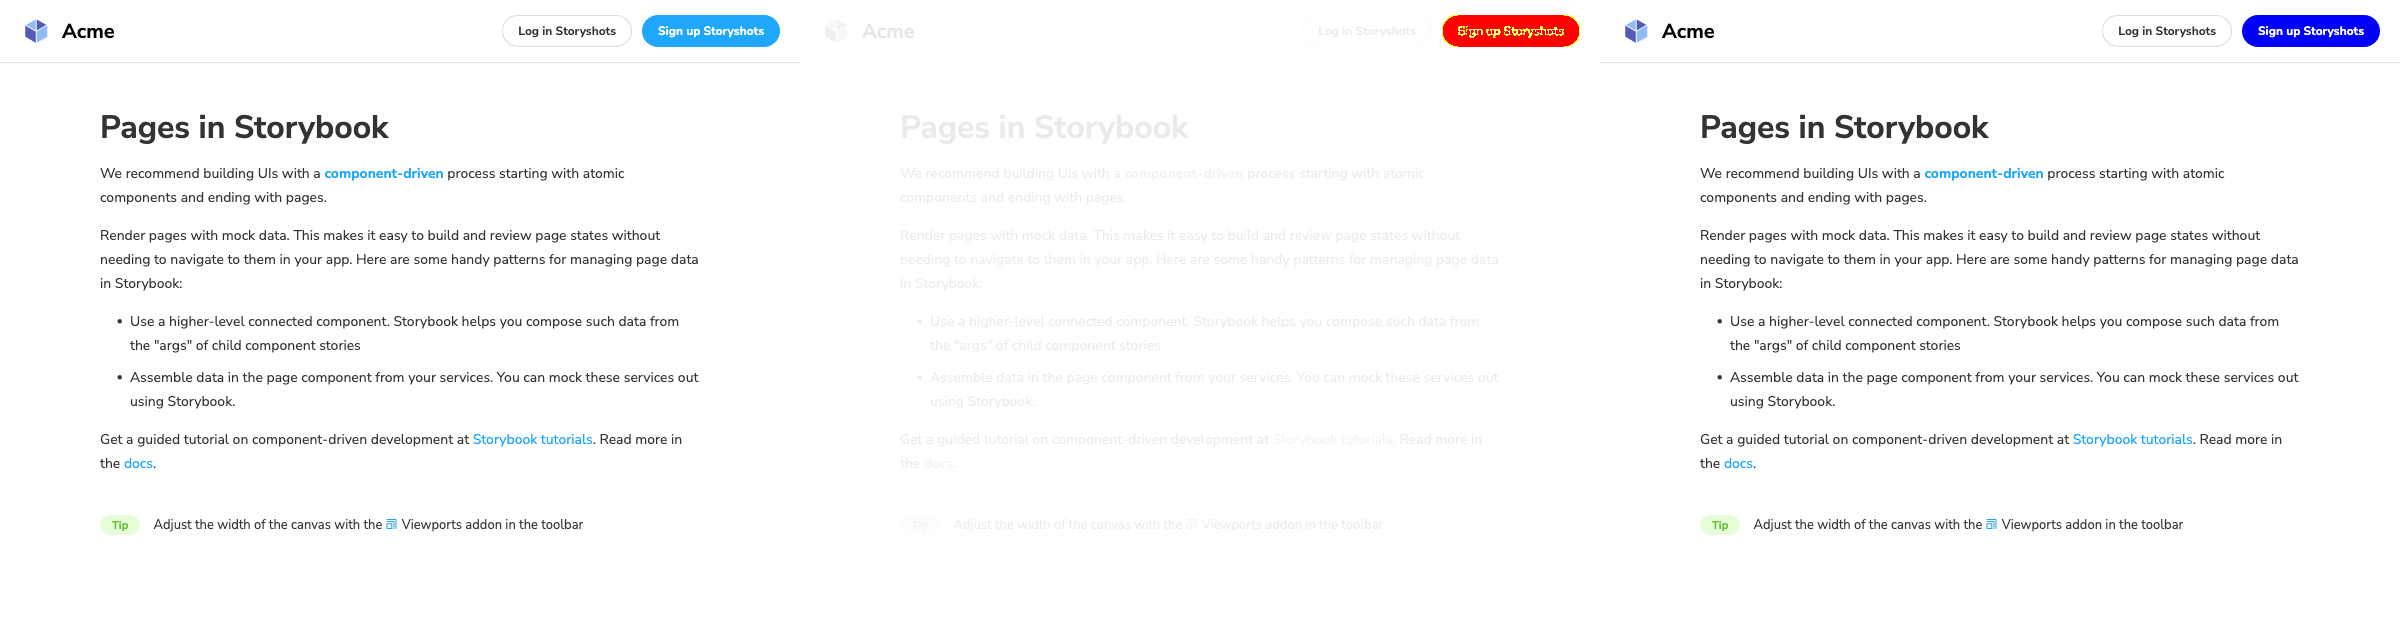 Acme
Log in Storyshots
Sign up Storyshots
Pages in Storybook
We recommend building UIs with a component-driven process starting with atomic
components and ending with pages.
Render pages with mock data. This makes it easy to build and review page states without
needing to navigate to them in your app. Here are some handy patterns for managing page data
in Storybook:
• Use a higher-level connected component. Storybook helps you compose such data from
the "args" of child component stories
• Assemble data in the page component from your services. You can mock these services out
using Storybook.
Get a guided tutorial on component-driven development at Storybook tutorials. Read more in
the docs.
Tip Adjust the width of the canvas with the Viewports addon in the toolbar
Acme
Log in Storyshots
Sign up Storyshots
Pages in Storybook
We recommend building UIs with a component-driven process starting with atomic
components and ending with pages.
Render pages with mock data. This makes it easy to build and review page states without
needing to navigate to them in your app. Here are some handy patterns for managing page data
in Storybook:
• Use a higher-level connected component. Storybook helps you compose such data from
the "args" of child component stories
• Assemble data in the page component from your services. You can mock these services out
using Storybook.
Get a guided tutorial on component-driven development at Storybook tutorials. Read more in
the docs.
Tip Adjust the width of the canvas with the Viewports addon in the toolbar
Acme
Log in Storyshots
Sign up Storyshots
Pages in Storybook
We recommend building UIs with a component-driven process starting with atomic
components and ending with pages.
Render pages with mock data. This makes it easy to build and review page states without
needing to navigate to them in your app. Here are some handy patterns for managing page data
in Storybook:
• Use a higher-level connected component. Storybook helps you compose such data from
the "args" of child component stories
• Assemble data in the page component from your services. You can mock these services out
using Storybook.
Get a guided tutorial on component-driven development at Storybook tutorials. Read more in
the docs.
Tip Adjust the width of the canvas with the Viewports addon in the toolbar